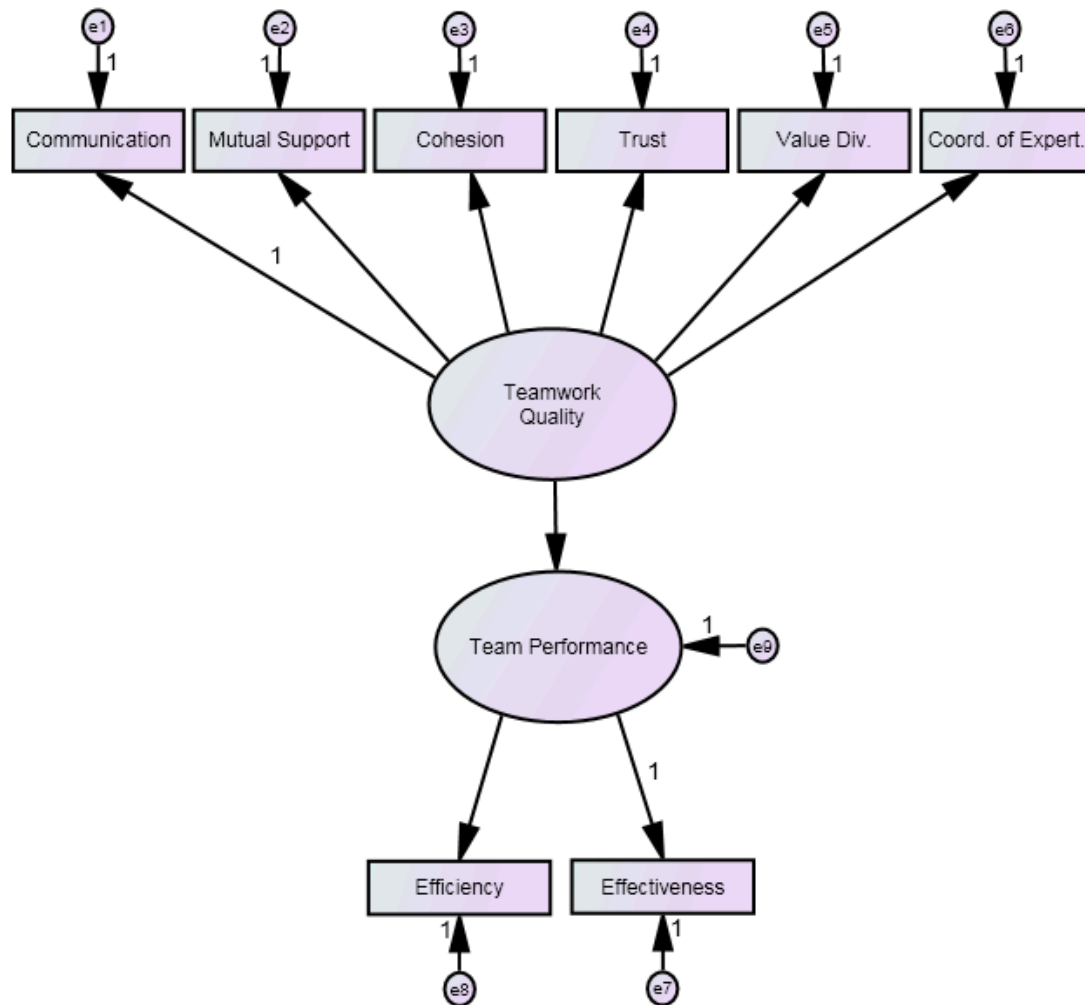 e1 e2 e3 e4 e5 e6
1 1 1 1 1 1
Communication Mutual Support Cohesion Trust Value Div. Coord. of Expert.
1
Teamwork
Quality
1
Team Performance e9
1
Efficiency Effectiveness
1 1
e8 e7